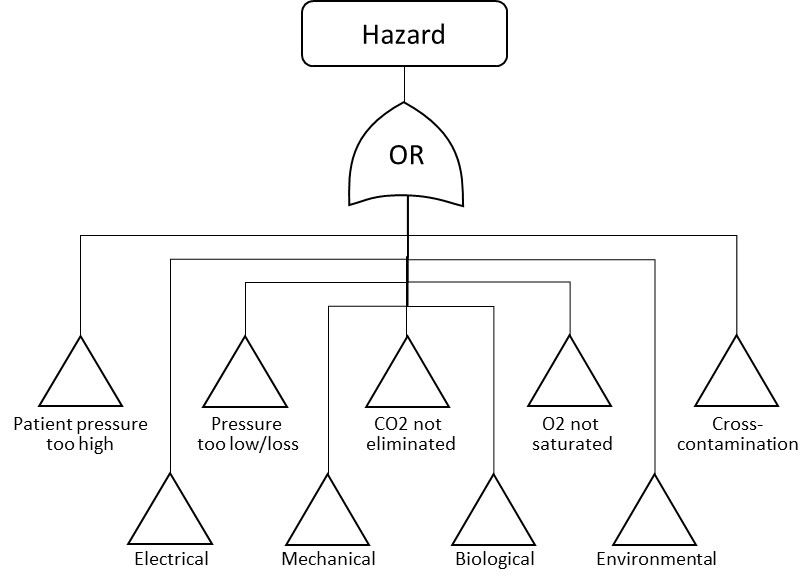 Hazard
OR
Patient pressure
too high
Pressure
too low/loss
CO2 not
eliminated
O2 not
saturated
Cross-
contamination
Electrical
Mechanical
Biological
Environmental